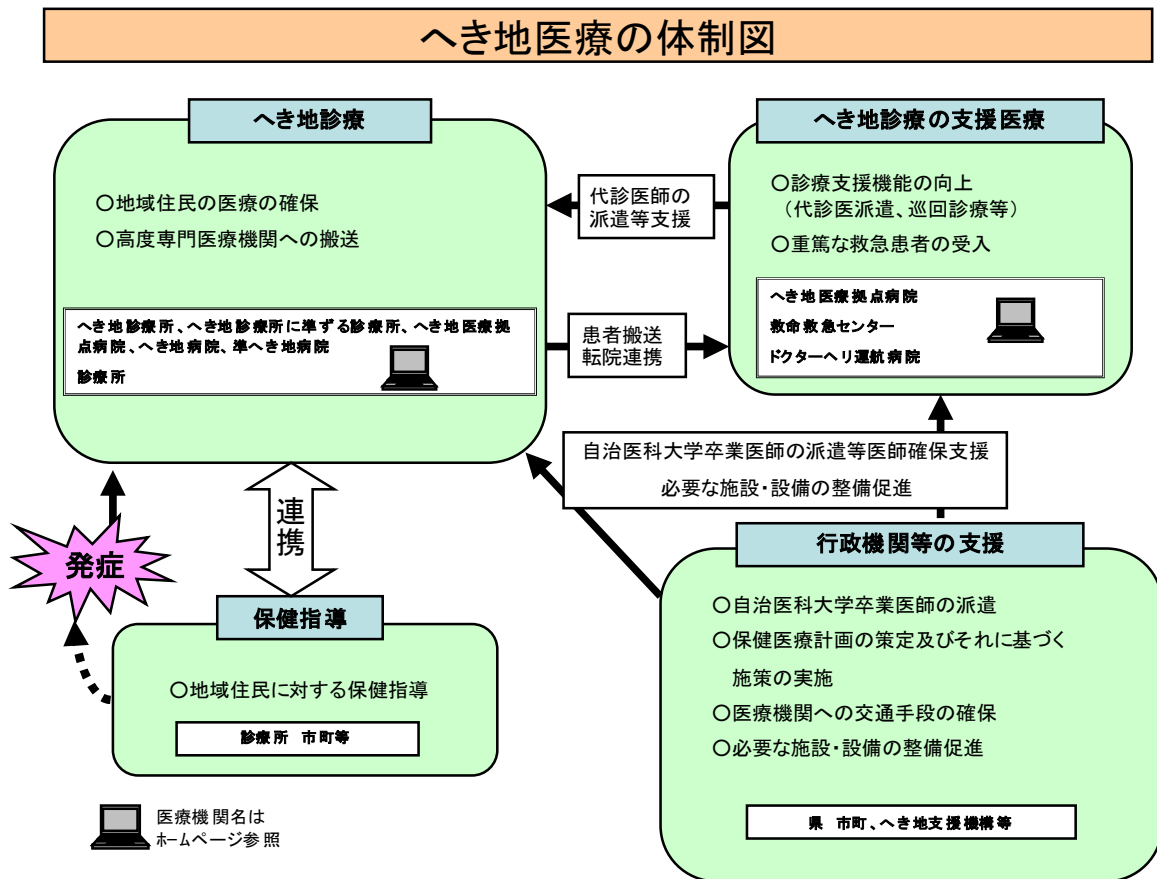 へき地医療の体制図
へき地診療
〇地域住民の医療の確保
〇高度専門医療機関への搬送
へき地診療所、へき地診療所に準ずる診療所、へき地医療拠
点病院、へき地病院、準へき地病院
診療所
代診医師の
派遣等支援
患者搬送
転院連携
へき地診療の支援医療
〇診療支援機能の向上
（代診医派遣、巡回診療等）
〇重篤な救急患者の受入
へき地医療拠点病院
救命救急センター
ドクターヘリ運航病院
自治医科大学卒業医師の派遣等医師確保支援
必要な施設・設備の整備促進
発症
連携
保健指導
〇地域住民に対する保健指導
診療所 市町等
行政機関等の支援
〇自治医科大学卒業医師の派遣
〇保健医療計画の策定及びそれに基づく
施策の実施
〇医療機関への交通手段の確保
〇必要な施設・設備の整備促進
県 市町、へき地支援機構等
医療機関名は
ホームページ参照